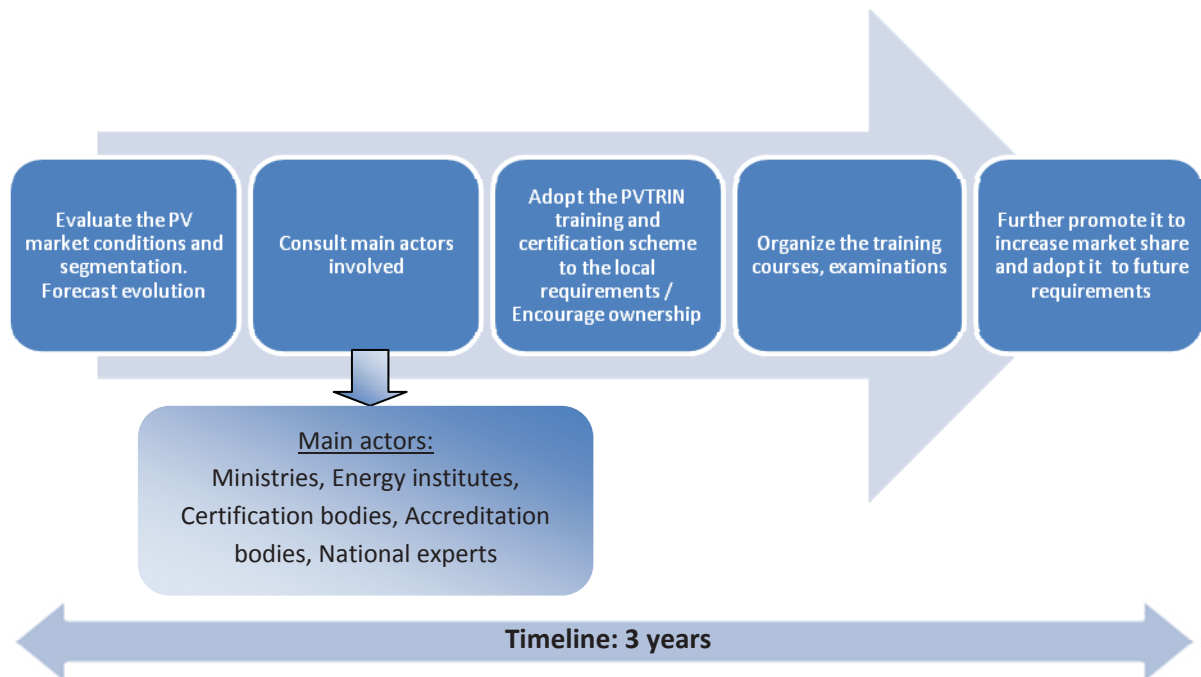 Evaluate the PV
market conditions and
segmentation.
Forecast evolution
Consult main actors
involved
Adopt the PVTRIN
training and
certification scheme
to the local
requirements /
Encourage ownership
Organize the training
courses, examinations
Further promote it to
increase market share
and adopt it to future
requirements
Main actors:
Ministries, Energy institutes,
Certification bodies, Accreditation
bodies, National experts
Timeline: 3 years